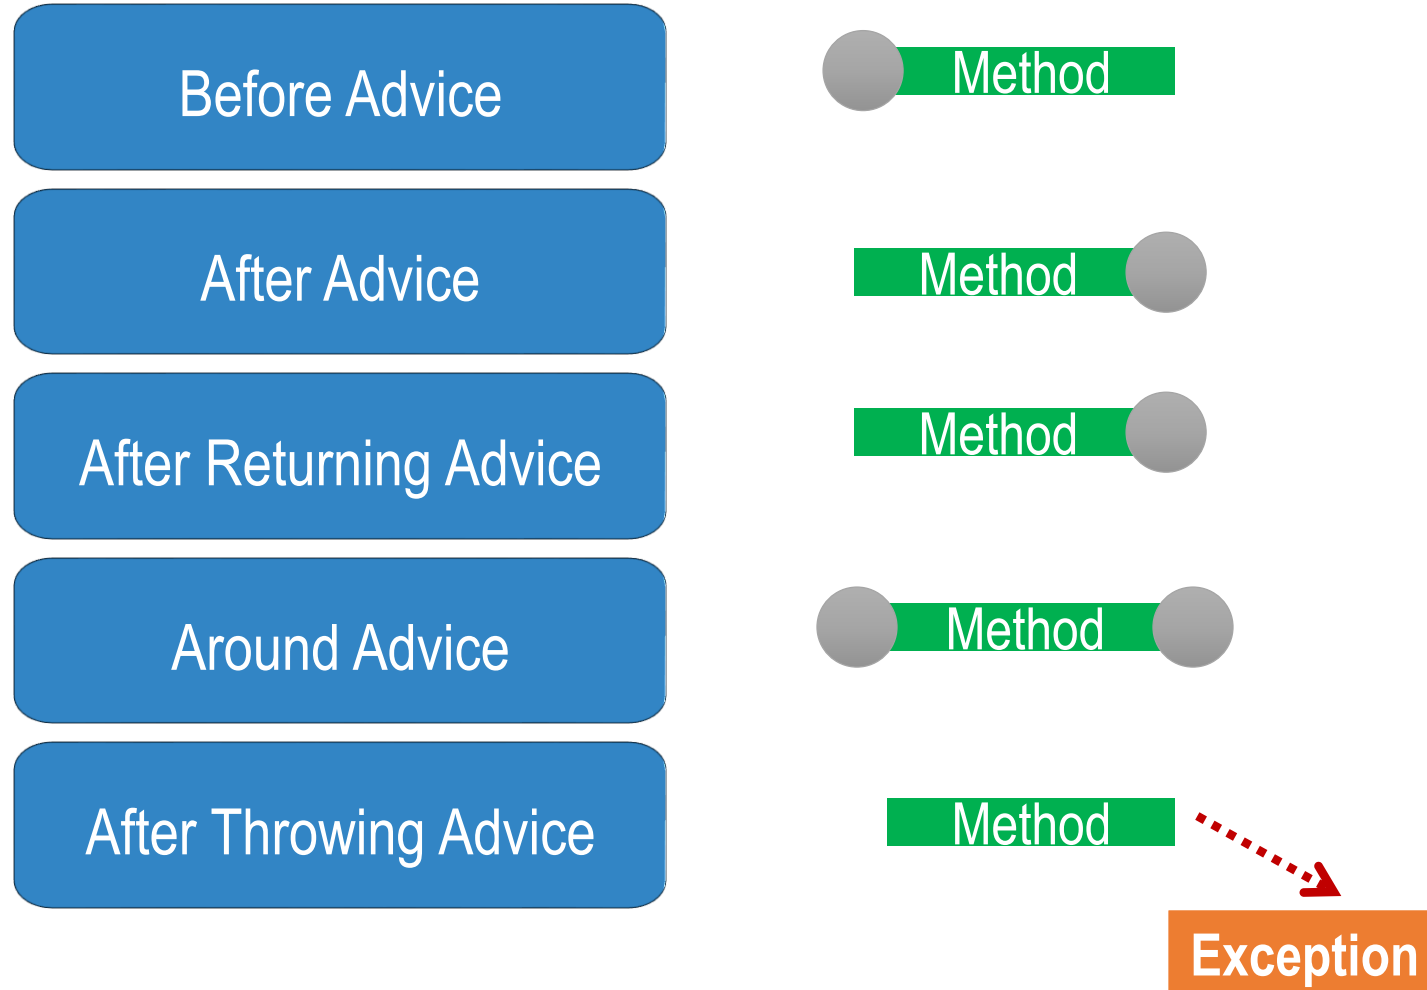 Before Advice
Method
After Advice
Method
After Returning Advice
Method
Around Advice
Method
After Throwing Advice
Method
Exception